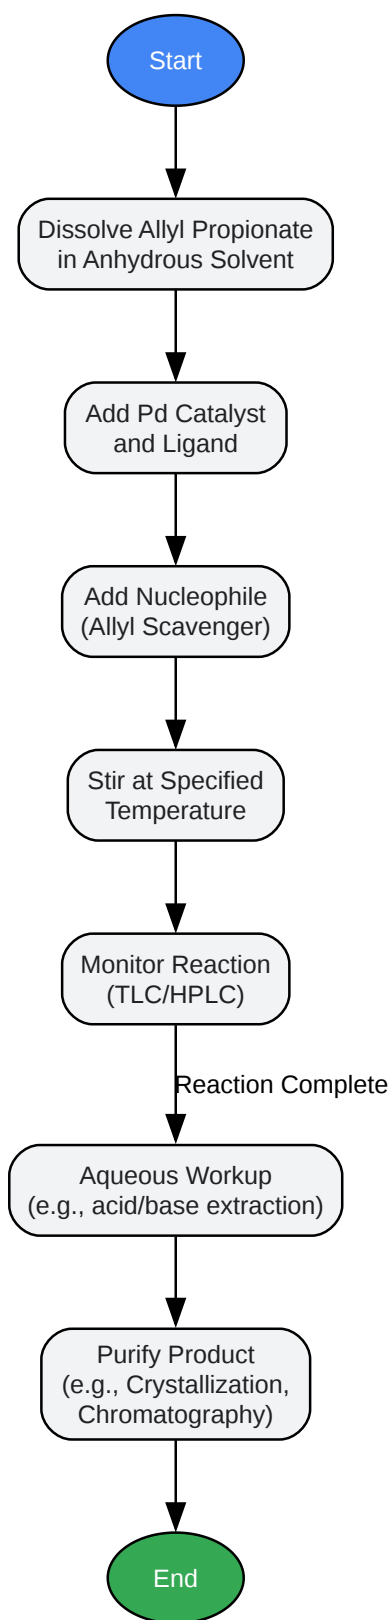 Start
Dissolve Allyl Propionate
in Anhydrous Solvent
Add Pd Catalyst
and Ligand
Add Nucleophile
(Allyl Scavenger)
Stir at Specified
Temperature
Monitor Reaction
(TLC/HPLC)
Reaction Complete
Aqueous Workup
(e.g., acid/base extraction)
Purify Product
(e.g., Crystallization,
Chromatography)
End